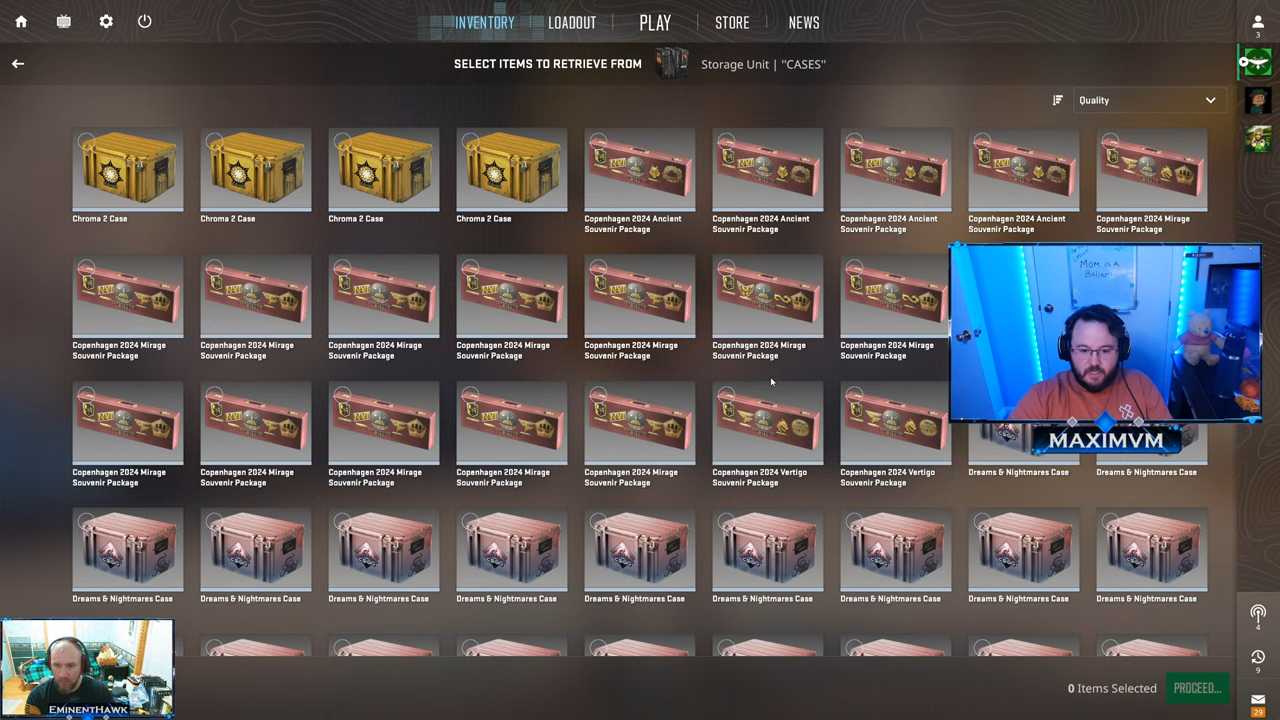 INVENTORY
LOADOUT
PLAY
STORE
NEWS
3
SELECT ITEMS TO RETRIEVE FROM
Storage Unit | "CASES"
Quality
Chroma 2 Case
Chroma 2 Case
Chroma 2 Case
Chroma 2 Case
Copenhagen 2024 Ancient
Souvenir Package
Copenhagen 2024 Ancient
Souvenir Package
Copenhagen 2024 Ancient
Souvenir Package
Copenhagen 2024 Ancient
Souvenir Package
Copenhagen 2024 Mirage
Souvenir Package
Copenhagen 2024 Mirage
Souvenir Package
Copenhagen 2024 Mirage
Souvenir Package
Copenhagen 2024 Mirage
Souvenir Package
Copenhagen 2024 Mirage
Souvenir Package
Copenhagen 2024 Mirage
Souvenir Package
Copenhagen 2024 Mirage
Souvenir Package
Copenhagen 2024 Mirage
Souvenir Package
Mom is a
Baller!
MAXIMVM
Copenhagen 2024 Mirage
Souvenir Package
Copenhagen 2024 Mirage
Souvenir Package
Copenhagen 2024 Mirage
Souvenir Package
Copenhagen 2024 Mirage
Souvenir Package
Copenhagen 2024 Mirage
Souvenir Package
Copenhagen 2024 Vertigo
Souvenir Package
Copenhagen 2024 Vertigo
Souvenir Package
Dreams & Nightmares Case
Dreams & Nightmares Case
Dreams & Nightmares Case
Dreams & Nightmares Case
Dreams & Nightmares Case
Dreams & Nightmares Case
Dreams & Nightmares Case
Dreams & Nightmares Case
Dreams & Nightmares Case
Dreams & Nightmares Case
Dreams & Nightmares Case
4
9
29
0 Items Selected
PROCEED...
EMINENTHAWK